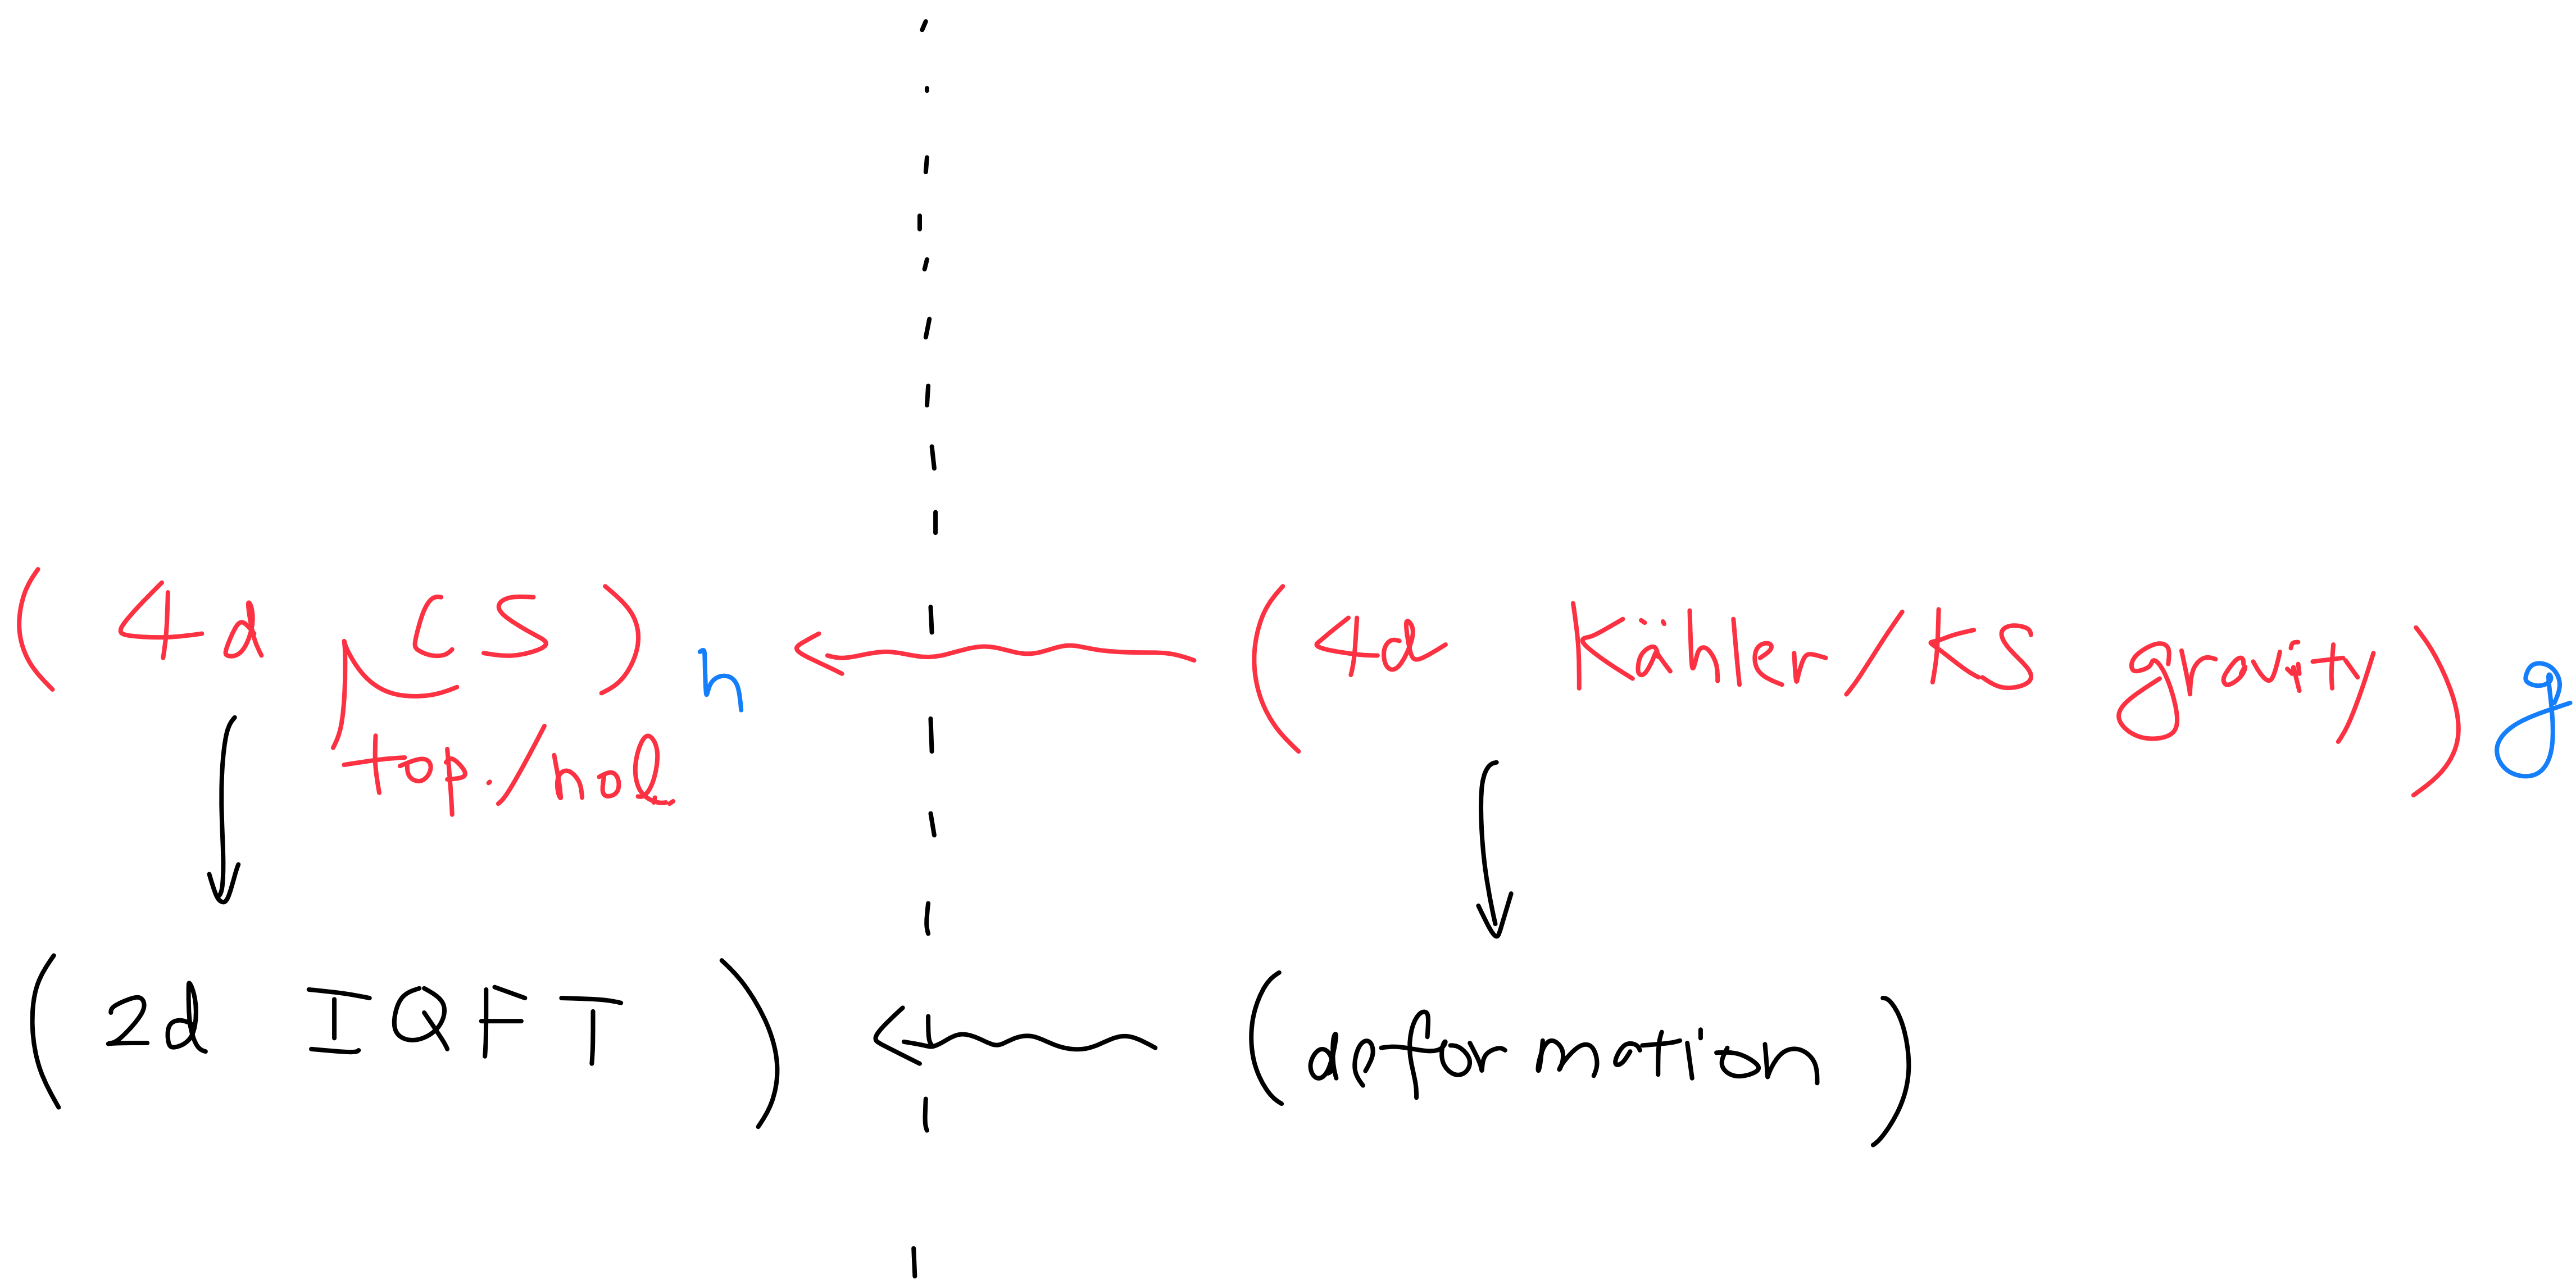 (4d CS)h
top./hol
(4d Kähler/KS gravity)g
(2d IQFT)
(deformation)